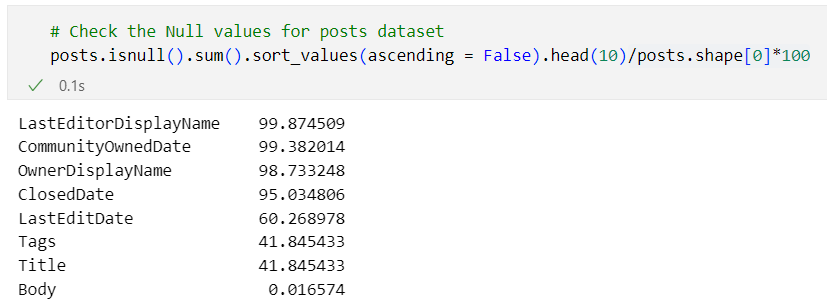 # Check the Null values for posts dataset
posts.isnull().sum().sort_values(ascending = False).head(10)/posts.shape[0]*100
✓ 0.1s
LastEditorDisplayName 99.874509
CommunityOwnedDate 99.382014
OwnerDisplayName 98.733248
ClosedDate 95.034806
LastEditDate 60.268978
Tags 41.845433
Title 41.845433
Body 0.016574